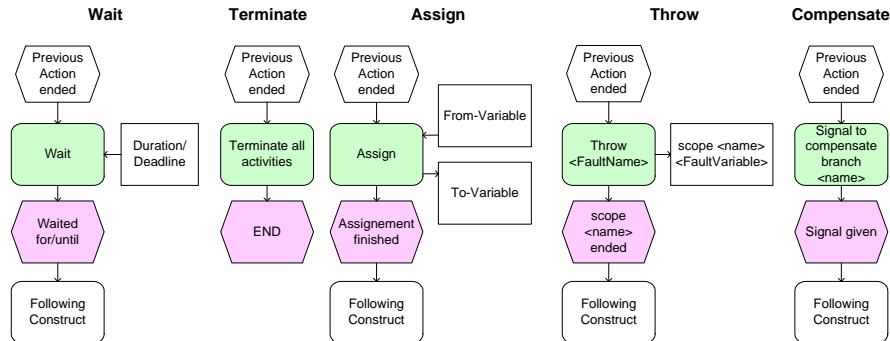 Wait
Terminate
Assign
Throw
Compensate
Previous
Action
ended
Previous
Action
ended
Previous
Action
ended
Previous
Action
ended
Previous
Action
ended
Wait
Duration/
Deadline
Terminate all
activities
Assign
From-Variable
To-Variable
Throw
<FaultName>
scope <name>
<FaultVariable>
Signal to
compensate
branch
<name>
Waited
for/until
END
Assignement
finished
scope
<name>
ended
Signal given
Following
Construct
Following
Construct
Following
Construct
Following
Construct